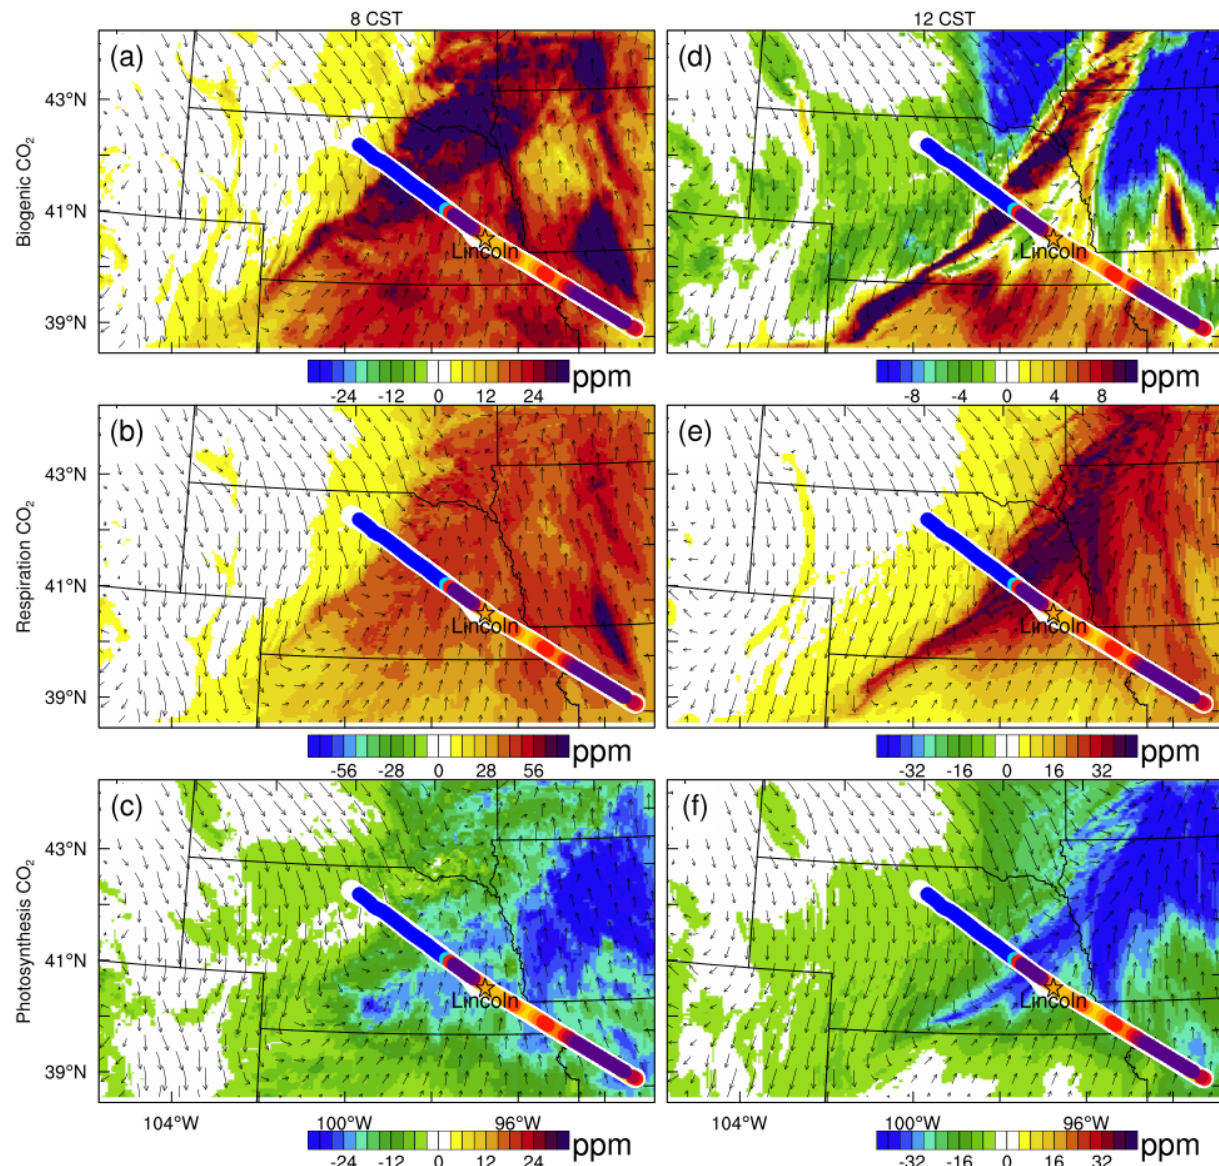 8 CST
12 CST
(a)
(d)
Biogenic CO₂
43°N
41°N
39°N
Lincoln
Lincoln
-24 -12 0 12 24 ppm
-8 -4 0 4 8 ppm
(b)
(e)
Respiration CO₂
43°N
41°N
39°N
Lincoln
Lincoln
-56 -28 0 28 56 ppm
-32 -16 0 16 32 ppm
(c)
(f)
Photosynthesis CO₂
43°N
41°N
39°N
Lincoln
Lincoln
104°W 100°W 96°W
104°W 100°W 96°W
-24 -12 0 12 24 ppm
-32 -16 0 16 32 ppm